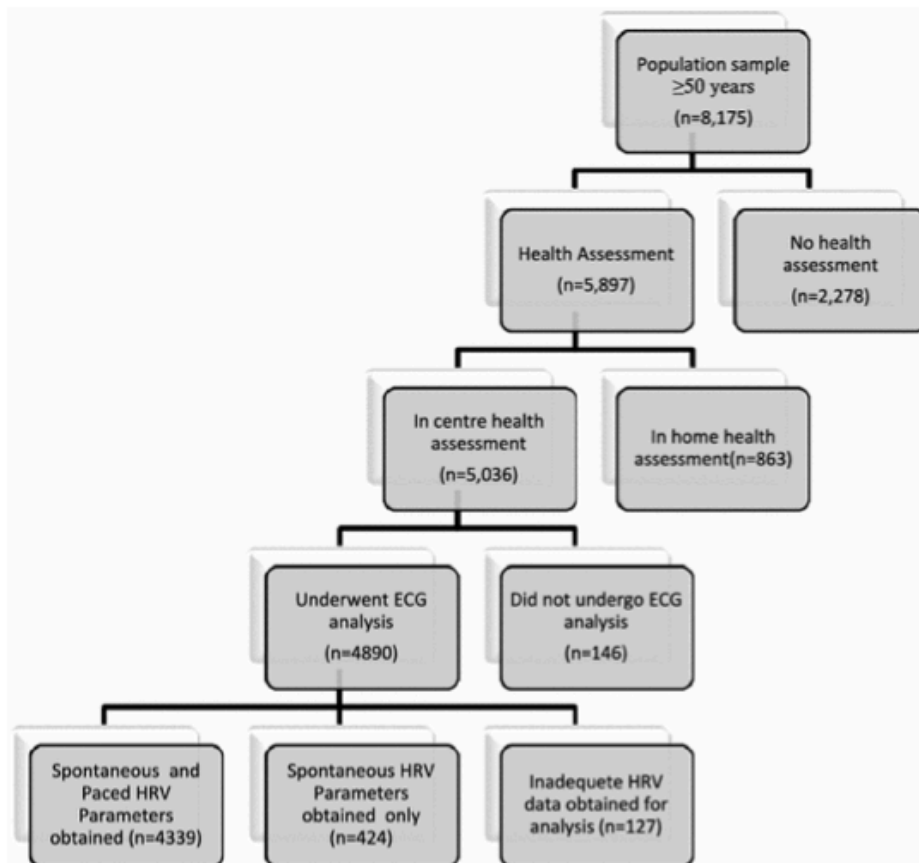 Population sample
≥50 years
(n=8,175)
Health Assessment
(n=5,897)
No health
assessment
(n=2,278)
In centre health
assessment
(n=5,036)
In home health
assessment(n=863)
Underwent ECG
analysis
(n=4890)
Did not undergo ECG
analysis
(n=146)
Spontaneous and
Paced HRV
Parameters
obtained (n=4339)
Spontaneous HRV
Parameters
obtained only
(n=424)
Inadequete HRV
data obtained for
analysis (n=127)